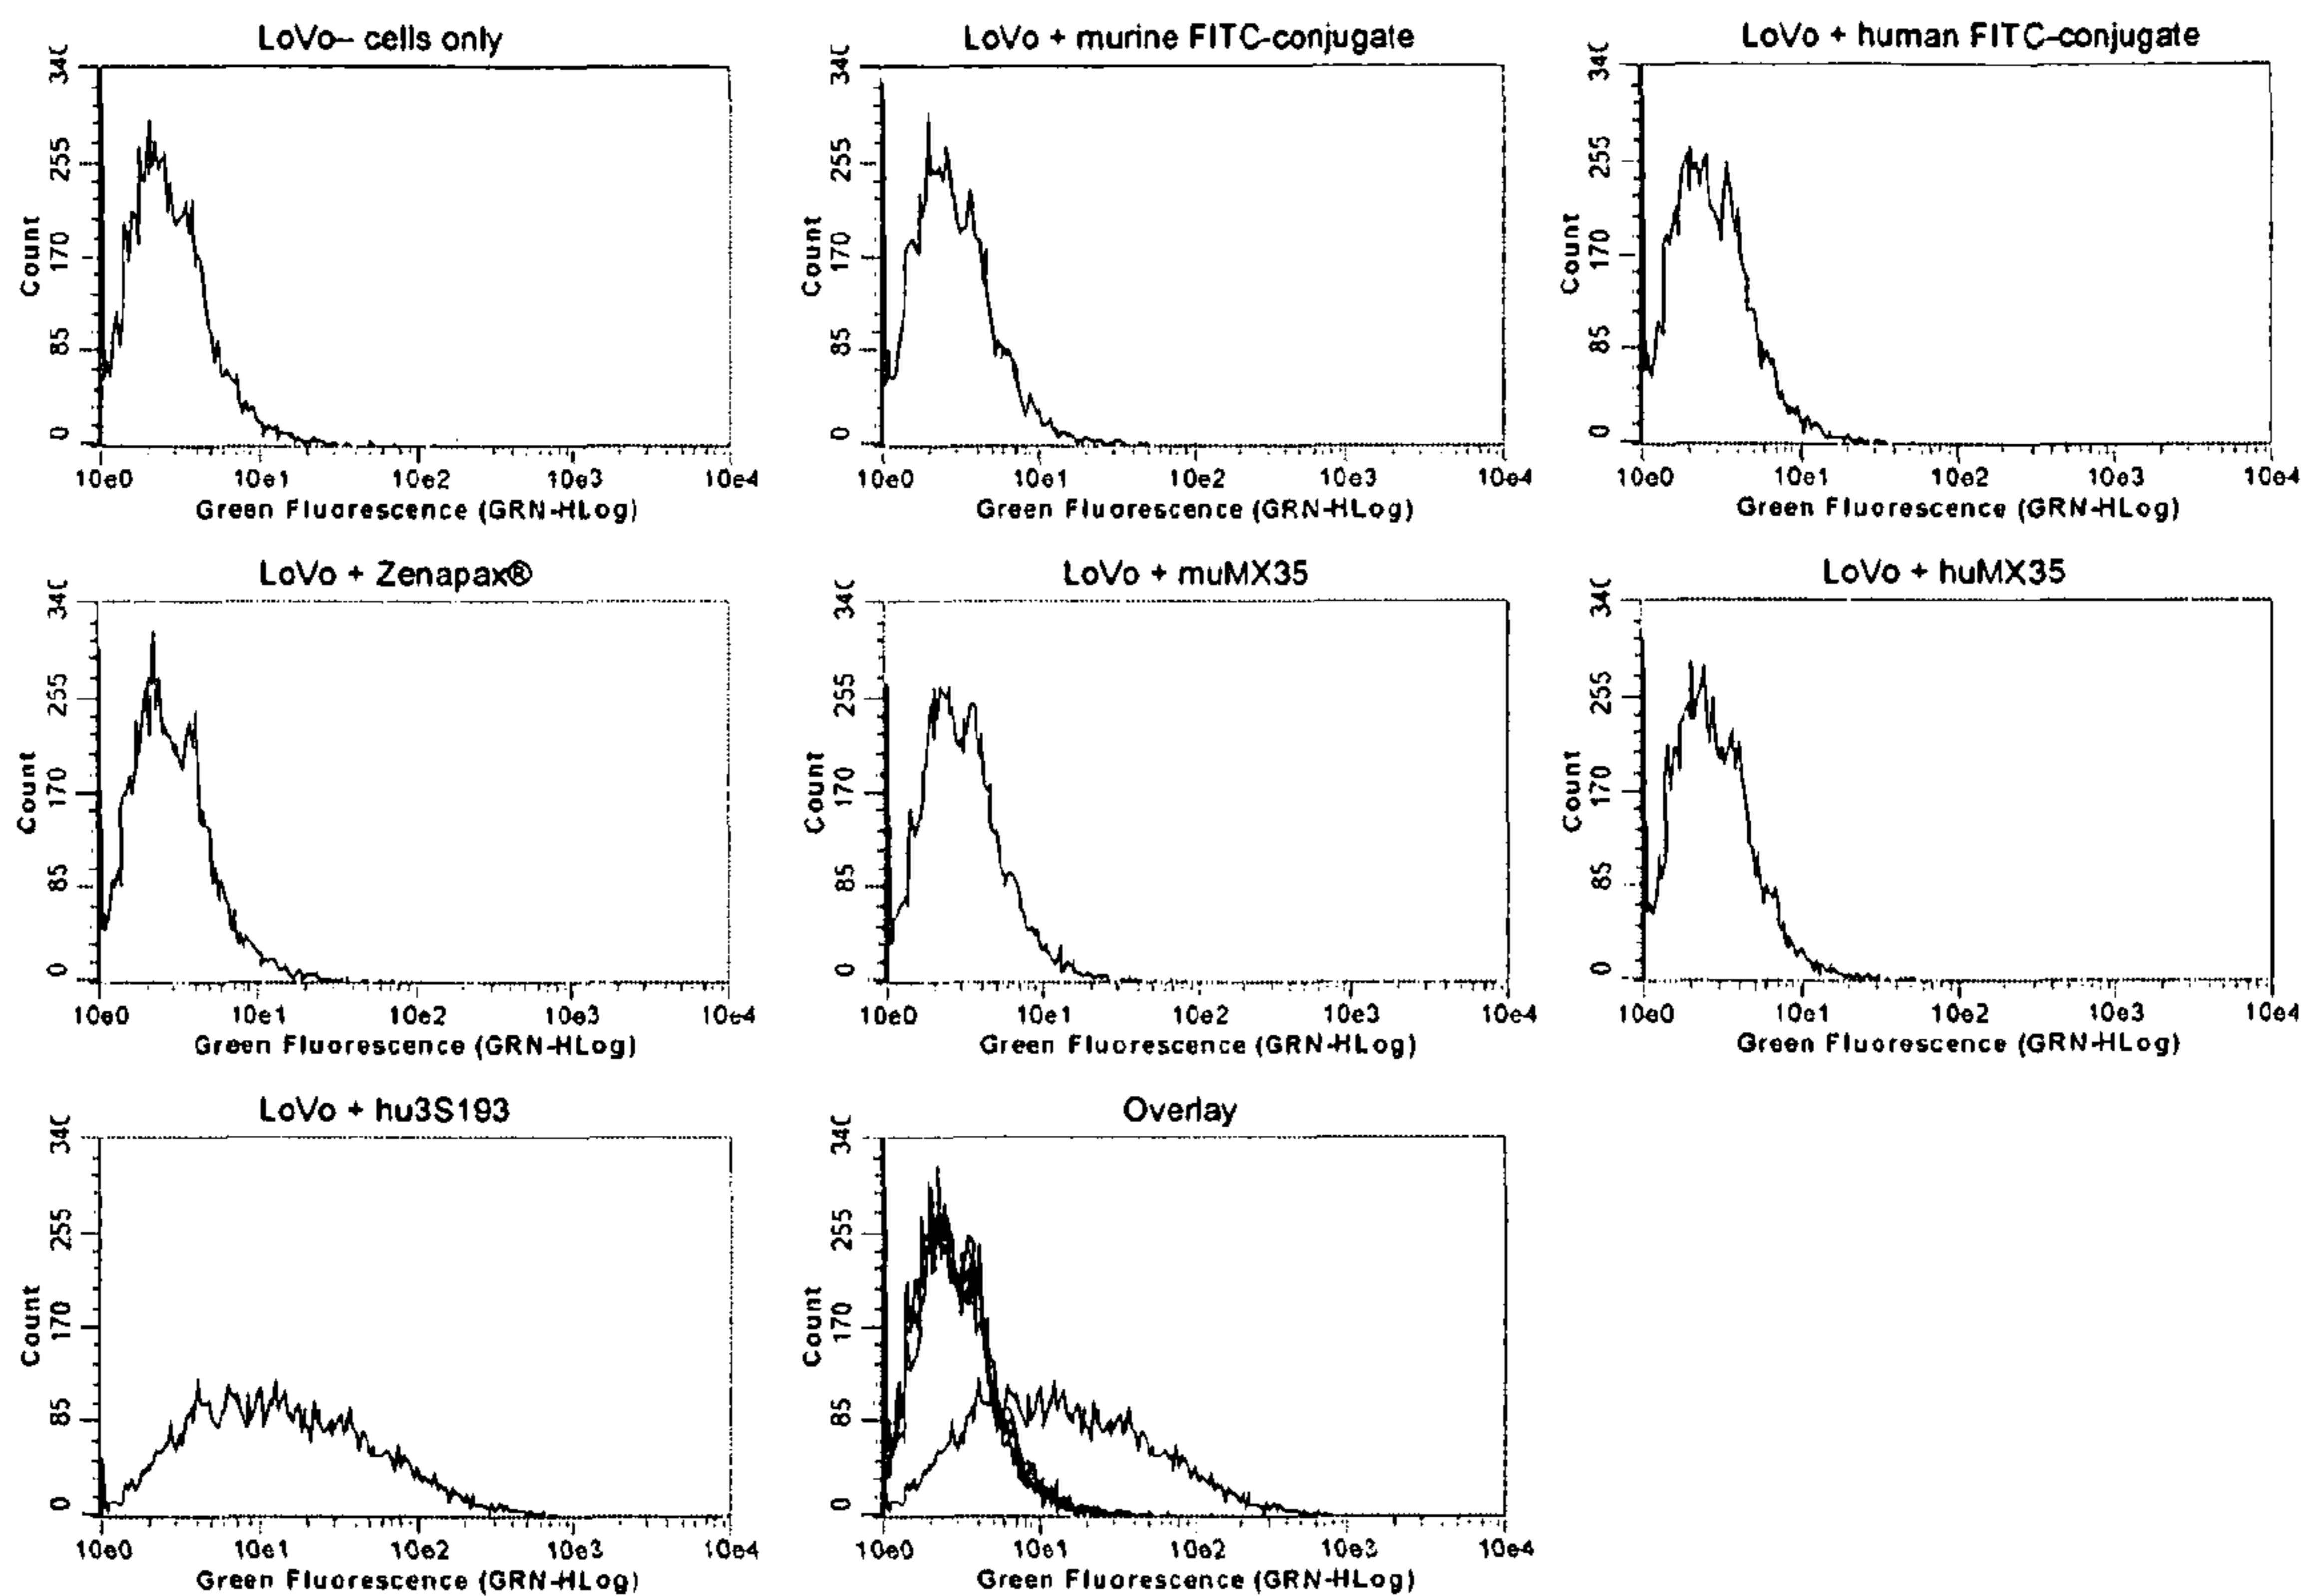 LoVo– cells only
34(
255
170
85
0
Count
10e0 10e1 10e2 10e3 10e4
Green Fluorescence (GRN-HLog)
LoVo + murine FITC-conjugate
34(
255
170
85
0
Count
10e0 10e1 10e2 10e3 10e4
Green Fluorescence (GRN-HLog)
LoVo + human FITC-conjugate
34(
255
170
85
0
Count
10e0 10e1 10e2 10e3 10e4
Green Fluorescence (GRN-HLog)
LoVo + Zenapax®
34(
255
170
85
0
Count
10e0 10e1 10e2 10e3 10e4
Green Fluorescence (GRN-HLog)
LoVo + muMX35
34(
255
170
85
0
Count
10e0 10e1 10e2 10e3 10e4
Green Fluorescence (GRN-HLog)
LoVo + huMX35
34(
255
170
85
0
Count
10e0 10e1 10e2 10e3 10e4
Green Fluorescence (GRN-HLog)
LoVo + hu3S193
34(
255
170
85
0
Count
10e0 10e1 10e2 10e3 10e4
Green Fluorescence (GRN-HLog)
Overlay
34(
255
170
85
0
Count
10e0 10e1 10e2 10e3 10e4
Green Fluorescence (GRN-HLog)